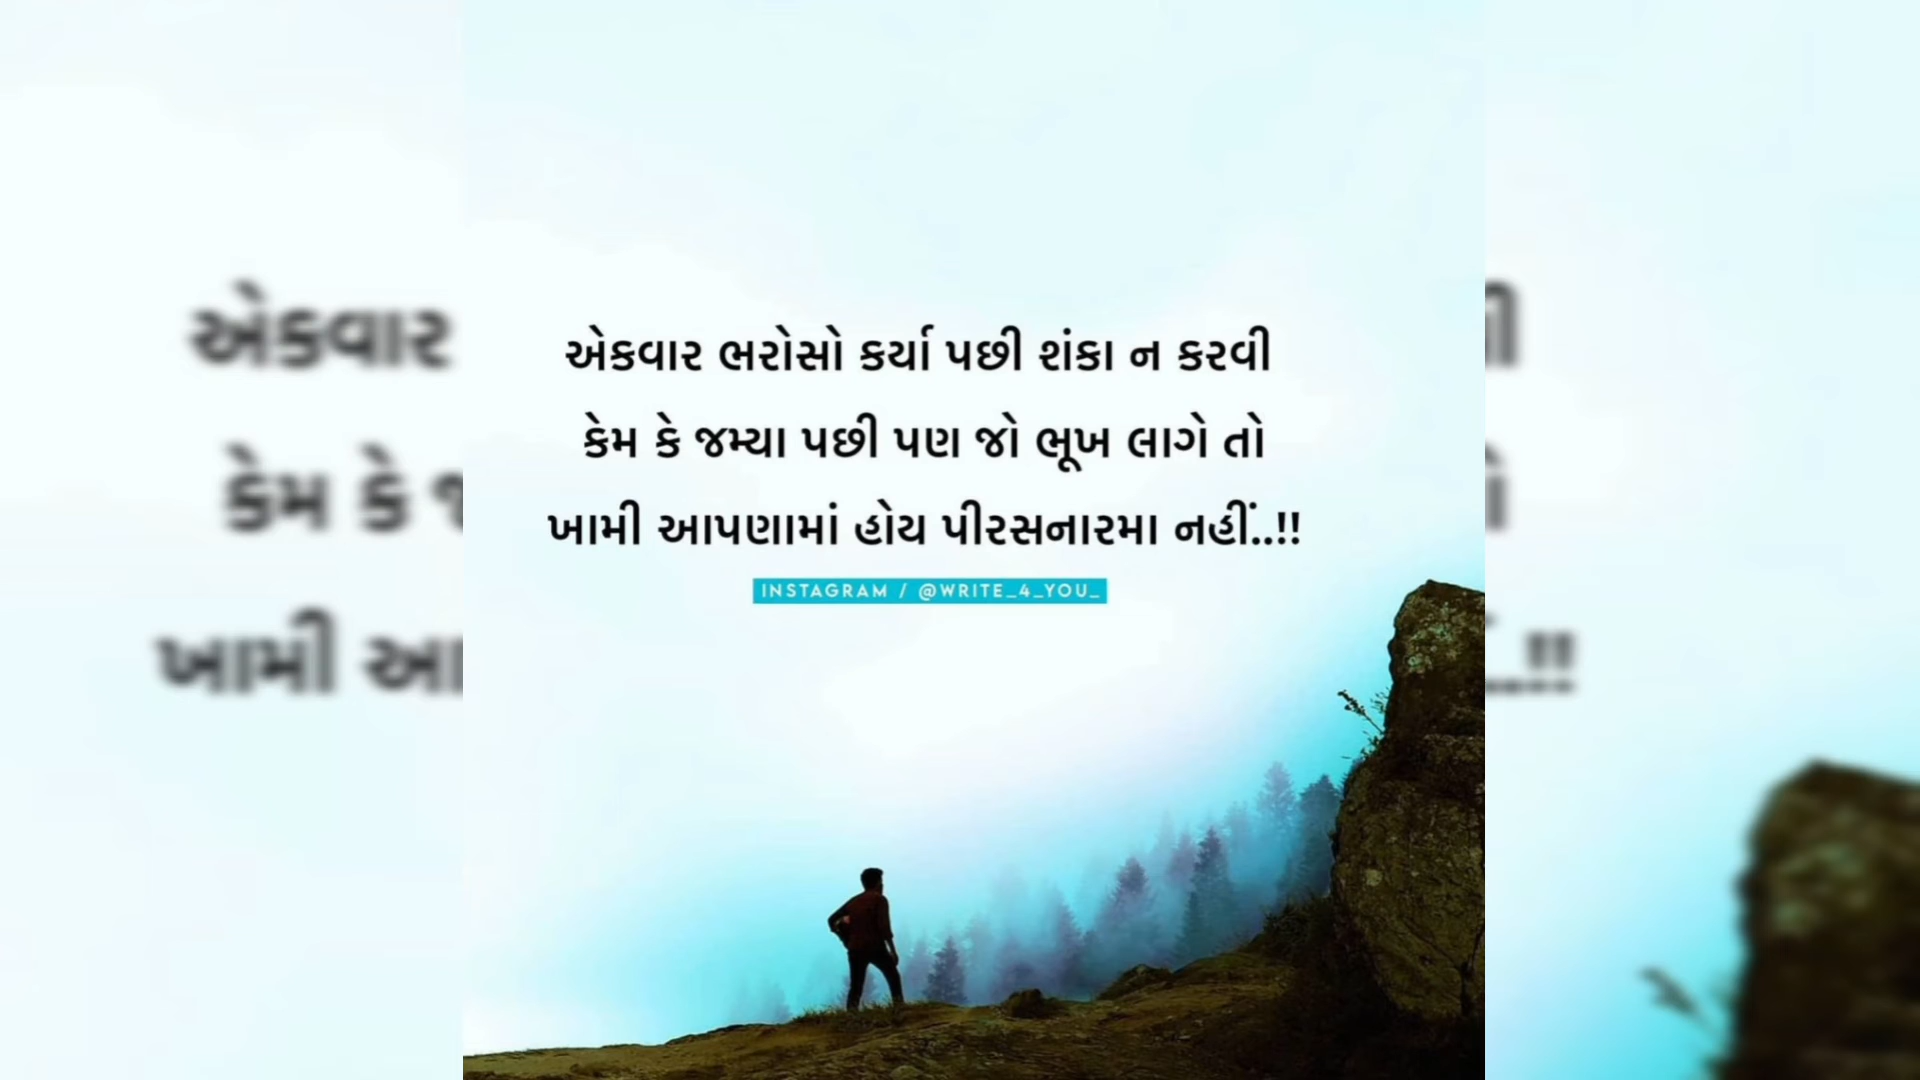 એકવાર ભરોસો કર્યા પછી શંકા ન કરવી
કેમ કે જમ્યા પછી પણ જો ભૂખ લાગે તો
ખામી આપણામાં હોય પીરસનારમા નહીં..!!
INSTAGRAM / @WRITE_4_YOU_